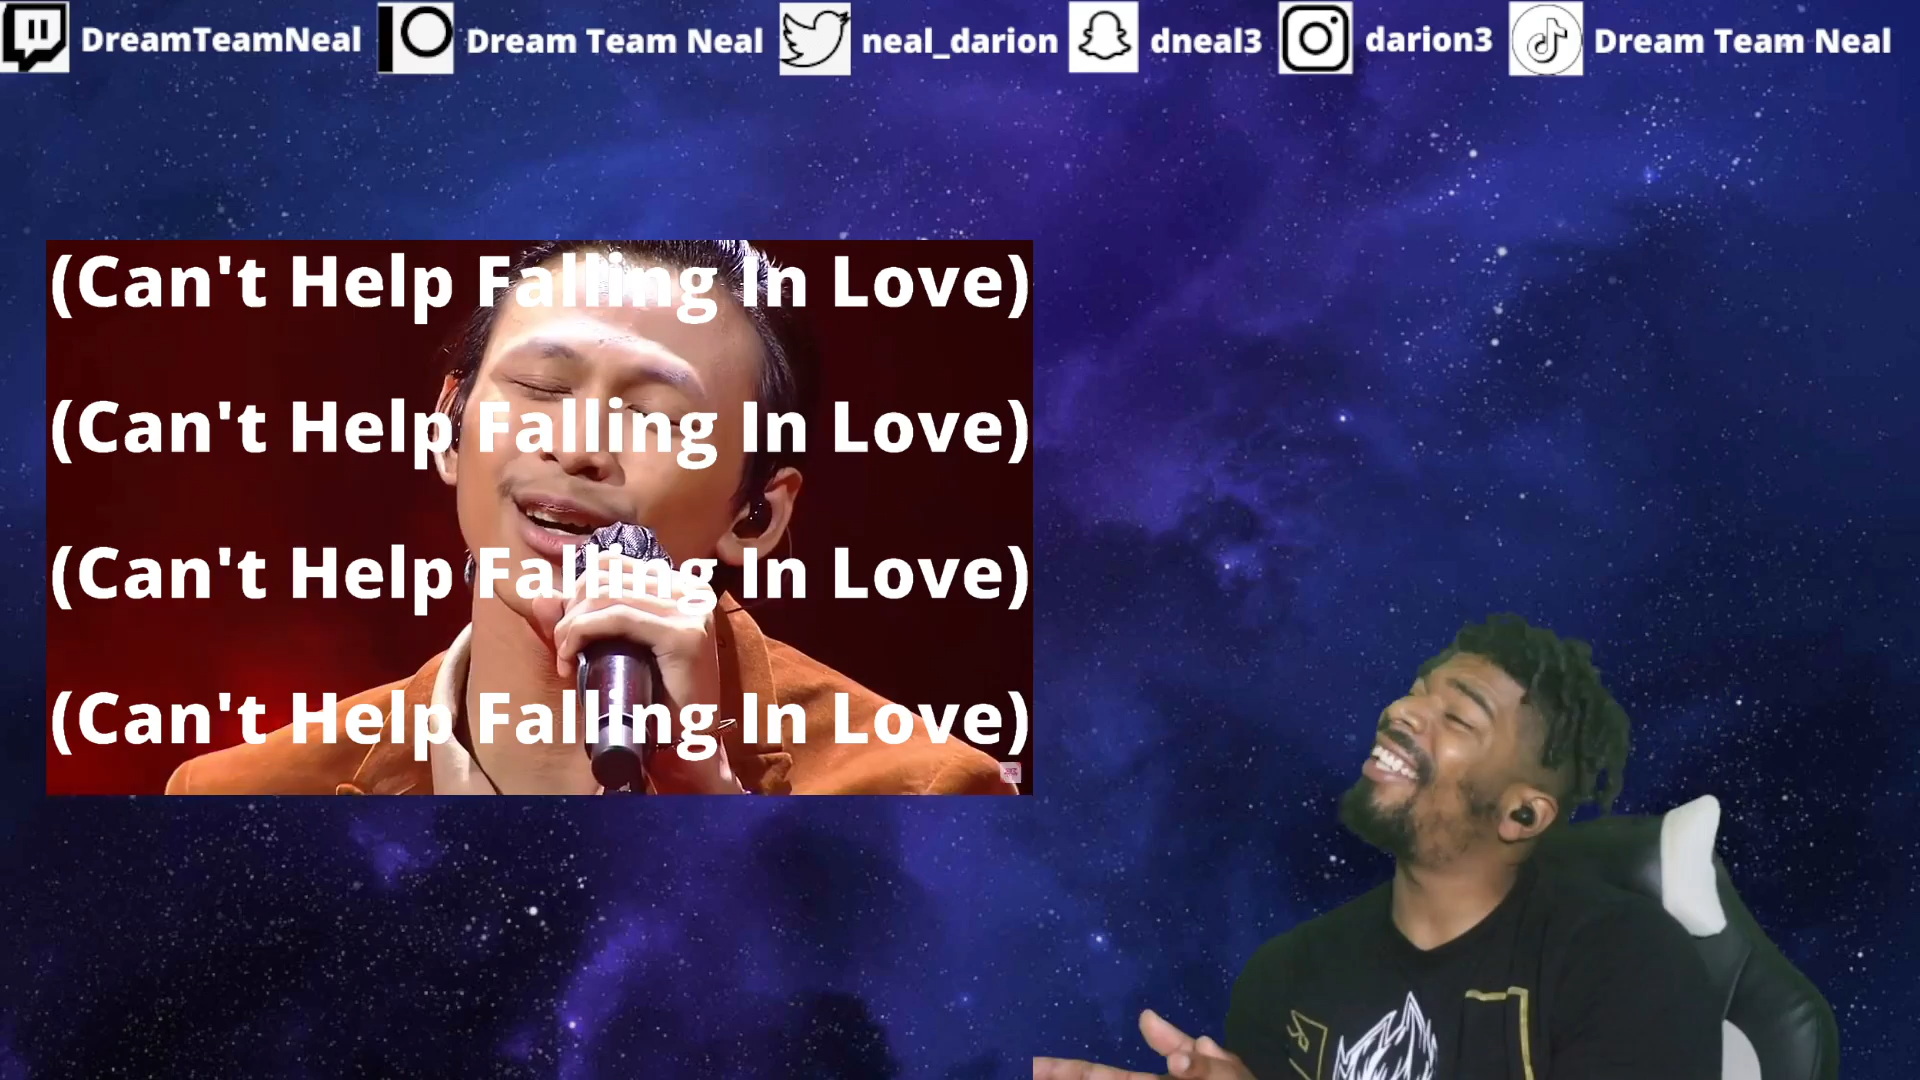 DreamTeamNeal Dream Team Neal neal_darion dneal3 darion3 Dream Team Neal
(Can't Help Falling In Love)
(Can't Help Falling In Love)
(Can't Help Falling In Love)
(Can't Help Falling In Love)